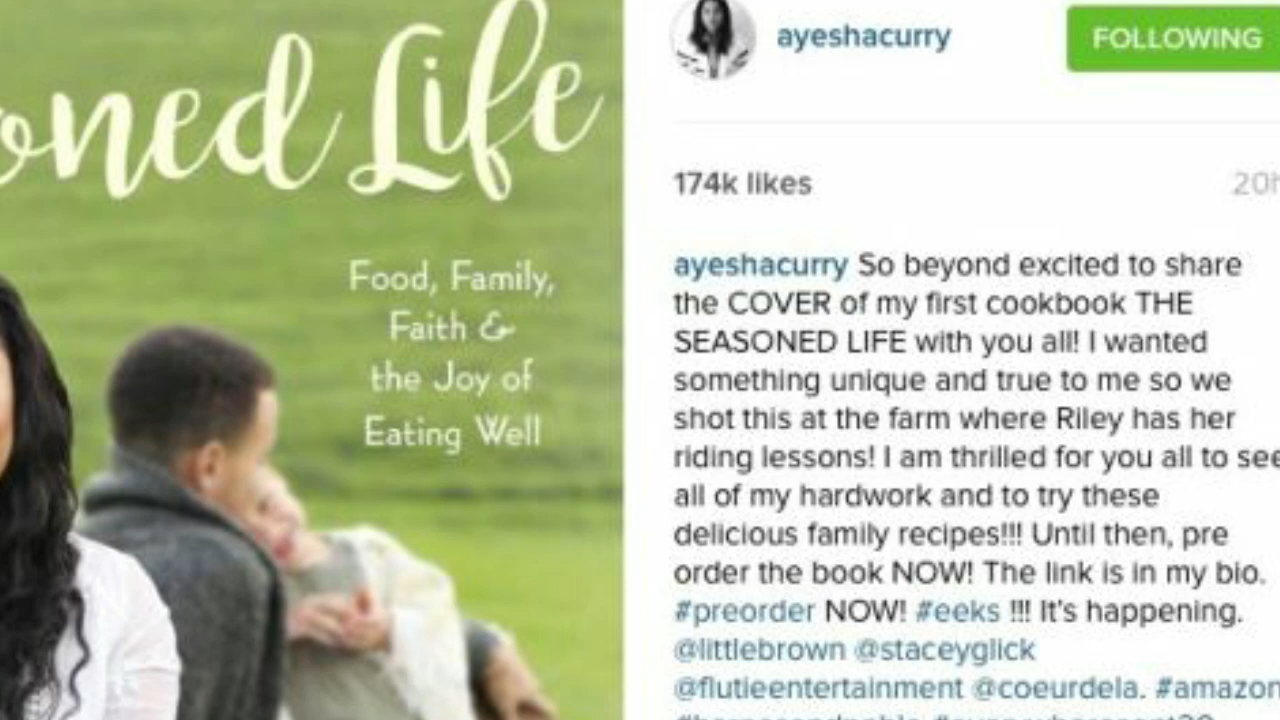 oned Life
Food, Family,
Faith &
the Joy of
Eating Well
ayeshacurry
FOLLOWING
174k likes
20h
ayeshacurry So beyond excited to share
the COVER of my first cookbook THE
SEASONED LIFE with you all! I wanted
something unique and true to me so we
shot this at the farm where Riley has her
riding lessons! I am thrilled for you all to see
all of my hardwork and to try these
delicious family recipes!!! Until then, pre
order the book NOW! The link is in my bio.
#preorder NOW! #eeks !!! It's happening.
@littlebrown @staceyglick
@flutieentertainment @coeurdela. #amazon